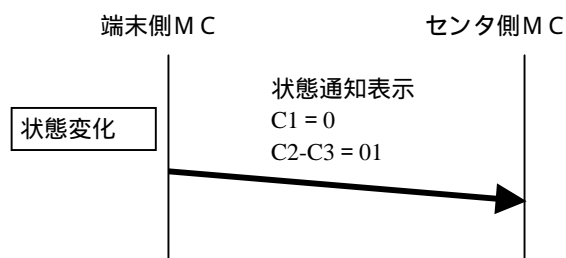 端末側ＭＣ
センタ側ＭＣ
状態通知表示
C1 = 0
C2-C3 = 01
状態変化